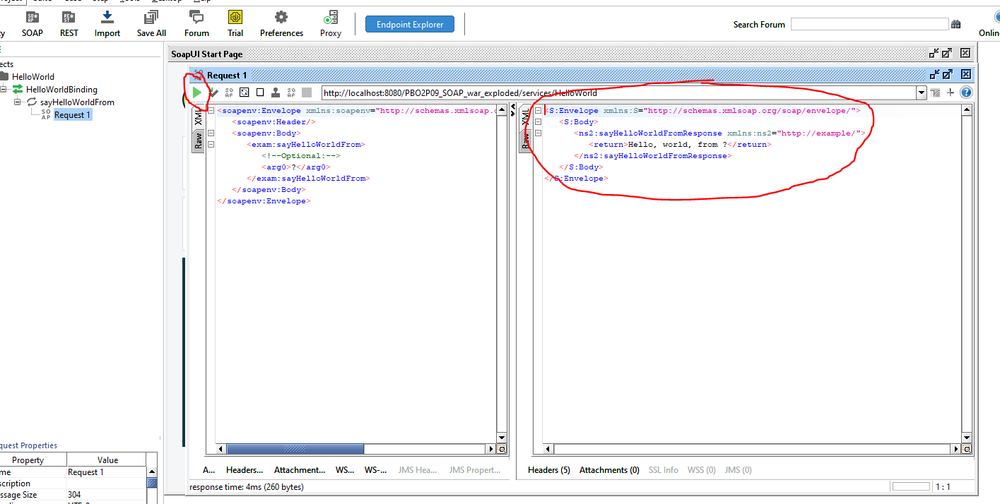 SOAP REST Import Save All Forum Trial Preferences Proxy Endpoint Explorer Search Forum
SoapUI Start Page
HelloWorld
Request 1
HelloWorldBinding
sayHelloWorldFrom
Request 1
http://localhost:8080/PBO2P09_SOAP_war_exploded/services/HelloWorld
XML
Raw
<soapenv:Envelope xmlns:soapenv="http://schemas.xmlsoap.
<soapenv:Header/>
<soapenv:Body>
<exam:sayHelloWorldFrom>
<!--Optional:-->
<arg0>?</arg0>
</exam:sayHelloWorldFrom>
</soapenv:Body>
</soapenv:Envelope>
XML
Raw
<S:Envelope xmlns:S="http://schemas.xmlsoap.org/soap/envelope/">
<S:Body>
<ns2:sayHelloWorldFromResponse xmlns:ns2="http://example/">
<return>Hello, world, from ?</return>
</ns2:sayHelloWorldFromResponse>
</S:Body>
</S:Envelope>
A... Headers... Attachment... WS... WS-... JMS Hea... JMS Propert...
Headers (5) Attachments (0) SSL Info WSS (0) JMS (0)
response time: 4ms (260 bytes)
1 : 1
quest Properties
Property Value
me Request 1
scription
ssage Size 304